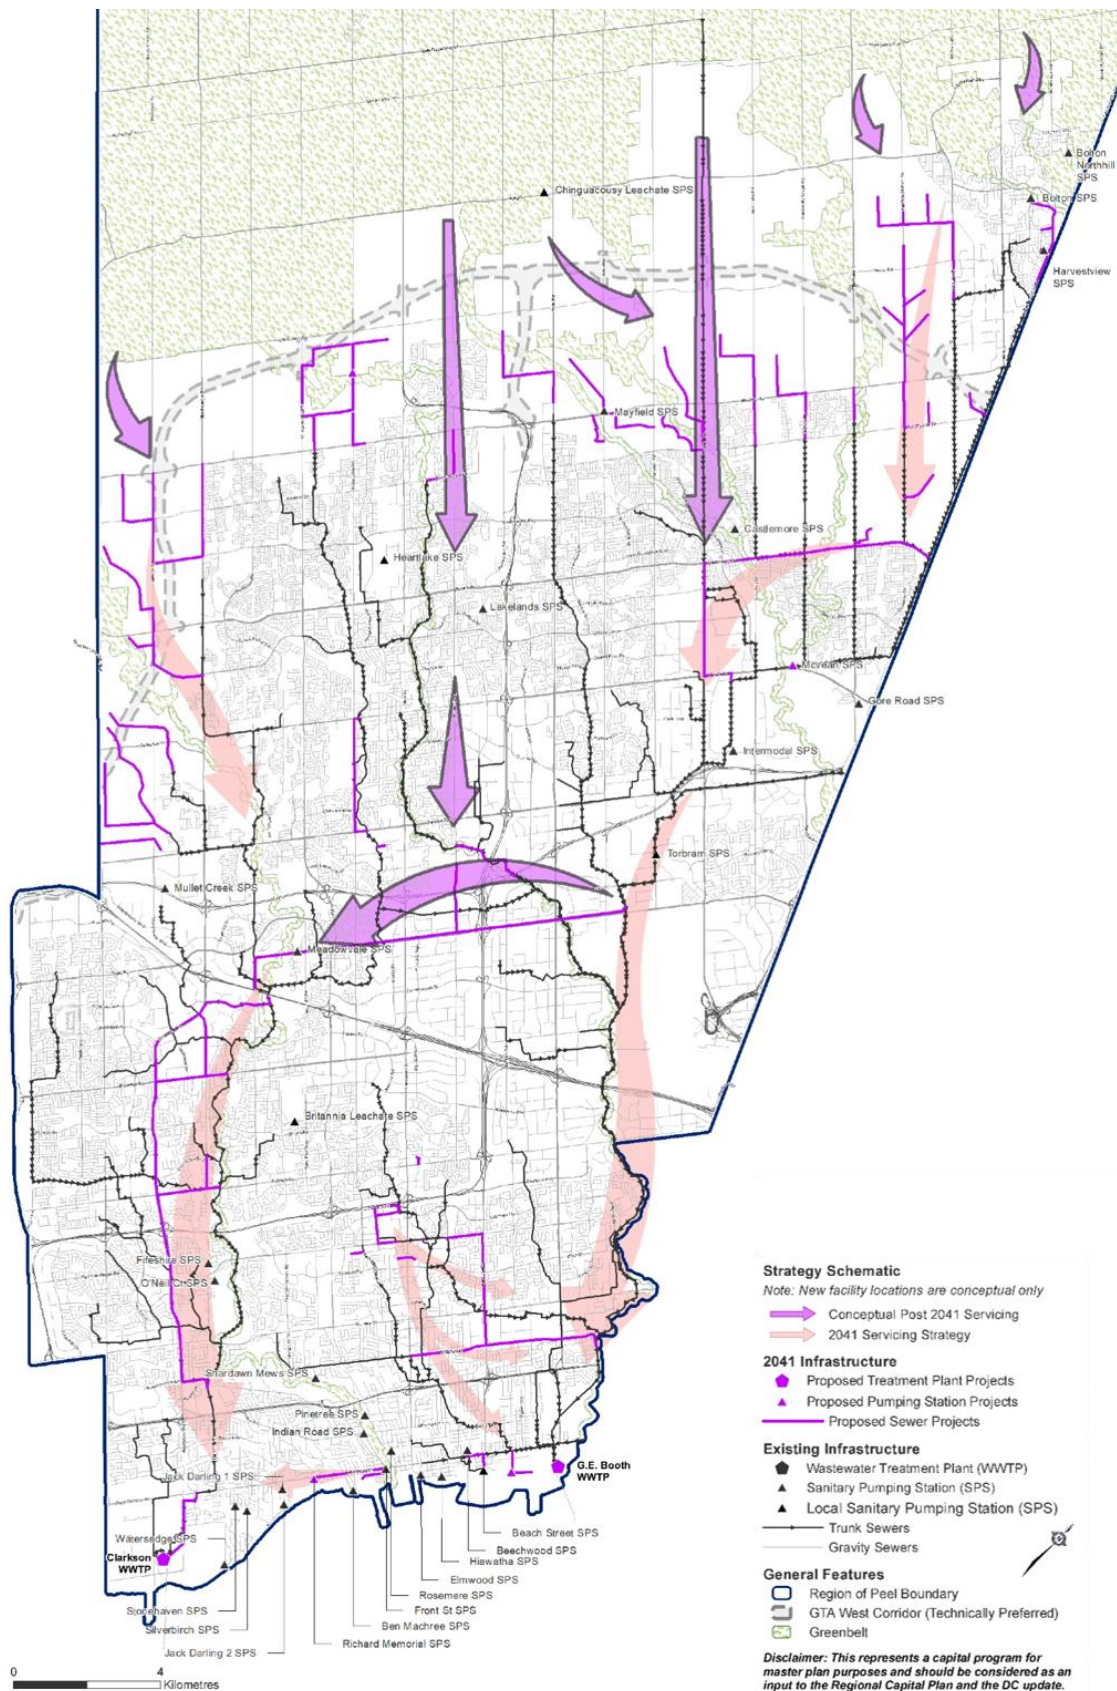 Bolton
Northhill
SPS
Chinguacousy Leachate SPS
Bolton SPS
Harvestview
SPS
Mayfield SPS
Castlemore SPS
Heartlake SPS
Lakelands SPS
Mcvean SPS
Gore Road SPS
Intermodal SPS
Torbram SPS
Mullet Creek SPS
Meadowvale SPS
Britannia Leachate SPS
Fifeshire SPS
O'Neil Ct SPS
Shardawn Mews SPS
Pinetree SPS
Indian Road SPS
Jack Darling 1 SPS
G.E. Booth
WWTP
Watersedge SPS
Clarkson
WWTP
Beach Street SPS
Beechwood SPS
Hiawatha SPS
Elmwood SPS
Rosemere SPS
Front St SPS
Ben Machree SPS
Richard Memorial SPS
Stonehaven SPS
Silverbirch SPS
Jack Darling 2 SPS
0 4
Kilometres
Strategy Schematic
Note: New facility locations are conceptual only
Conceptual Post 2041 Servicing
2041 Servicing Strategy
2041 Infrastructure
Proposed Treatment Plant Projects
Proposed Pumping Station Projects
Proposed Sewer Projects
Existing Infrastructure
Wastewater Treatment Plant (WWTP)
Sanitary Pumping Station (SPS)
Local Sanitary Pumping Station (SPS)
Trunk Sewers
Gravity Sewers
General Features
Region of Peel Boundary
GTA West Corridor (Technically Preferred)
Greenbelt
Disclaimer: This represents a capital program for
master plan purposes and should be considered as an
input to the Regional Capital Plan and the DC update.